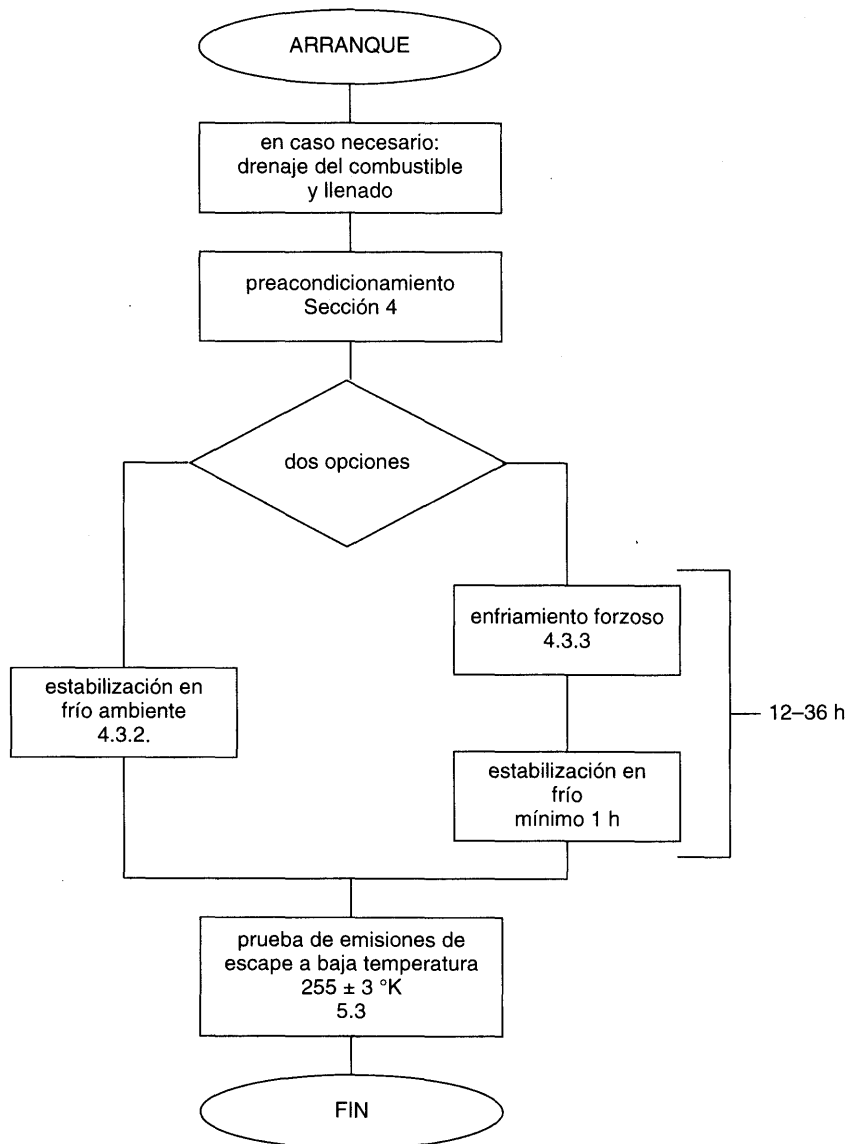 ARRANQUE
en caso necesario:
drenaje del combustible
y llenado
preacondicionamiento
Sección 4
dos opciones
estabilización en
frío ambiente
4.3.2.
enfriamiento forzoso
4.3.3
estabilización en
frío
mínimo 1 h
12–36 h
prueba de emisiones de
escape a baja temperatura
255 ± 3 °K
5.3
FIN